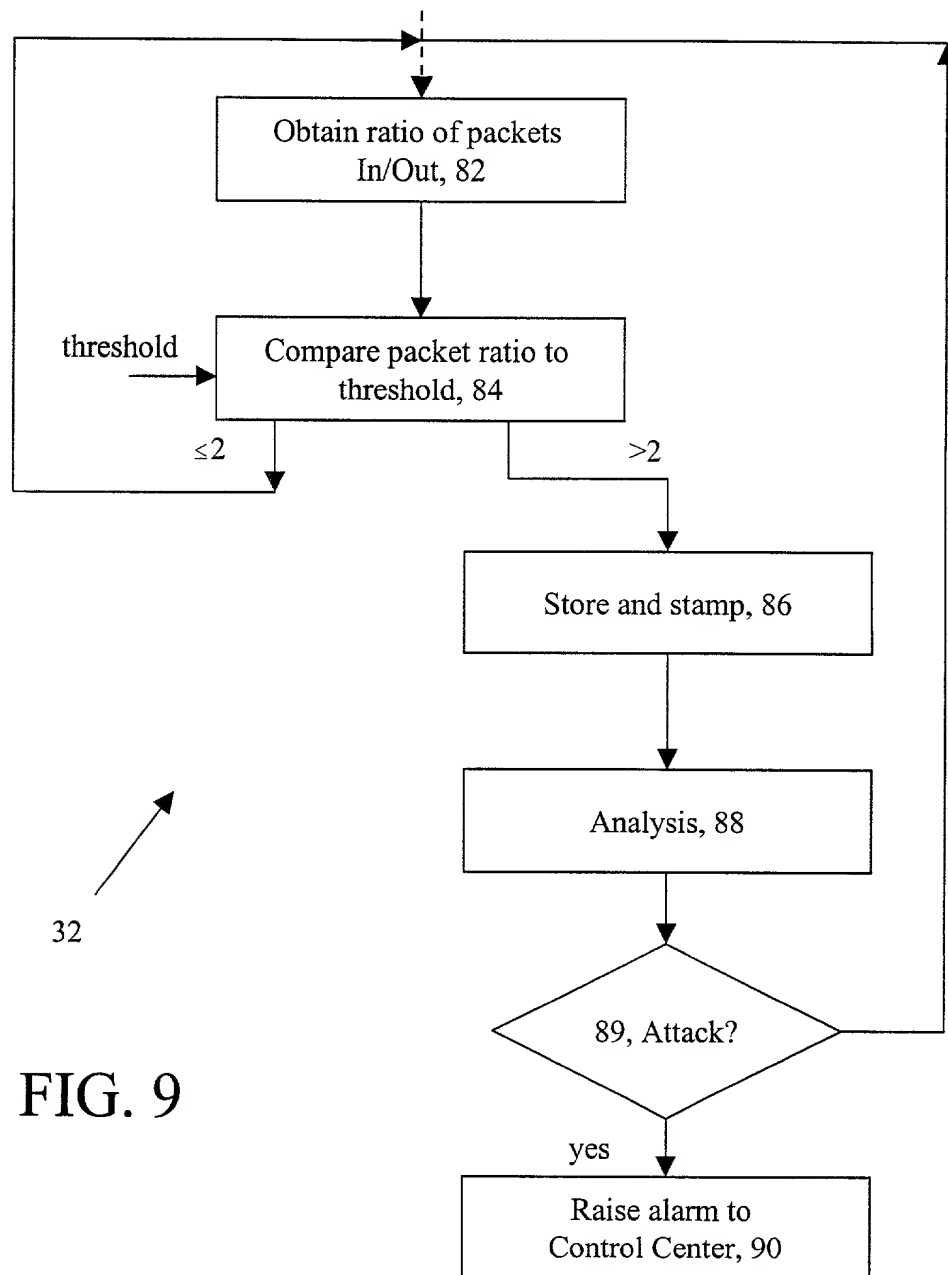 Obtain ratio of packets
In/Out, 82
threshold
Compare packet ratio to
threshold, 84
≤2
>2
Store and stamp, 86
Analysis, 88
32
89, Attack?
FIG. 9
yes
Raise alarm to
Control Center, 90